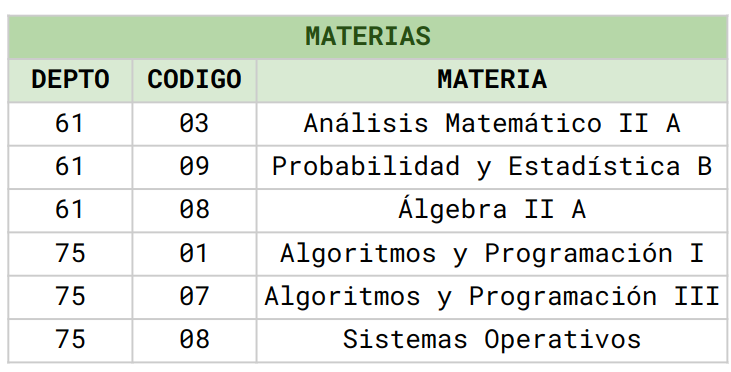 MATERIAS
DEPTO CODIGO MATERIA
61 03 Análisis Matemático II A
61 09 Probabilidad y Estadística B
61 08 Álgebra II A
75 01 Algoritmos y Programación I
75 07 Algoritmos y Programación III
75 08 Sistemas Operativos